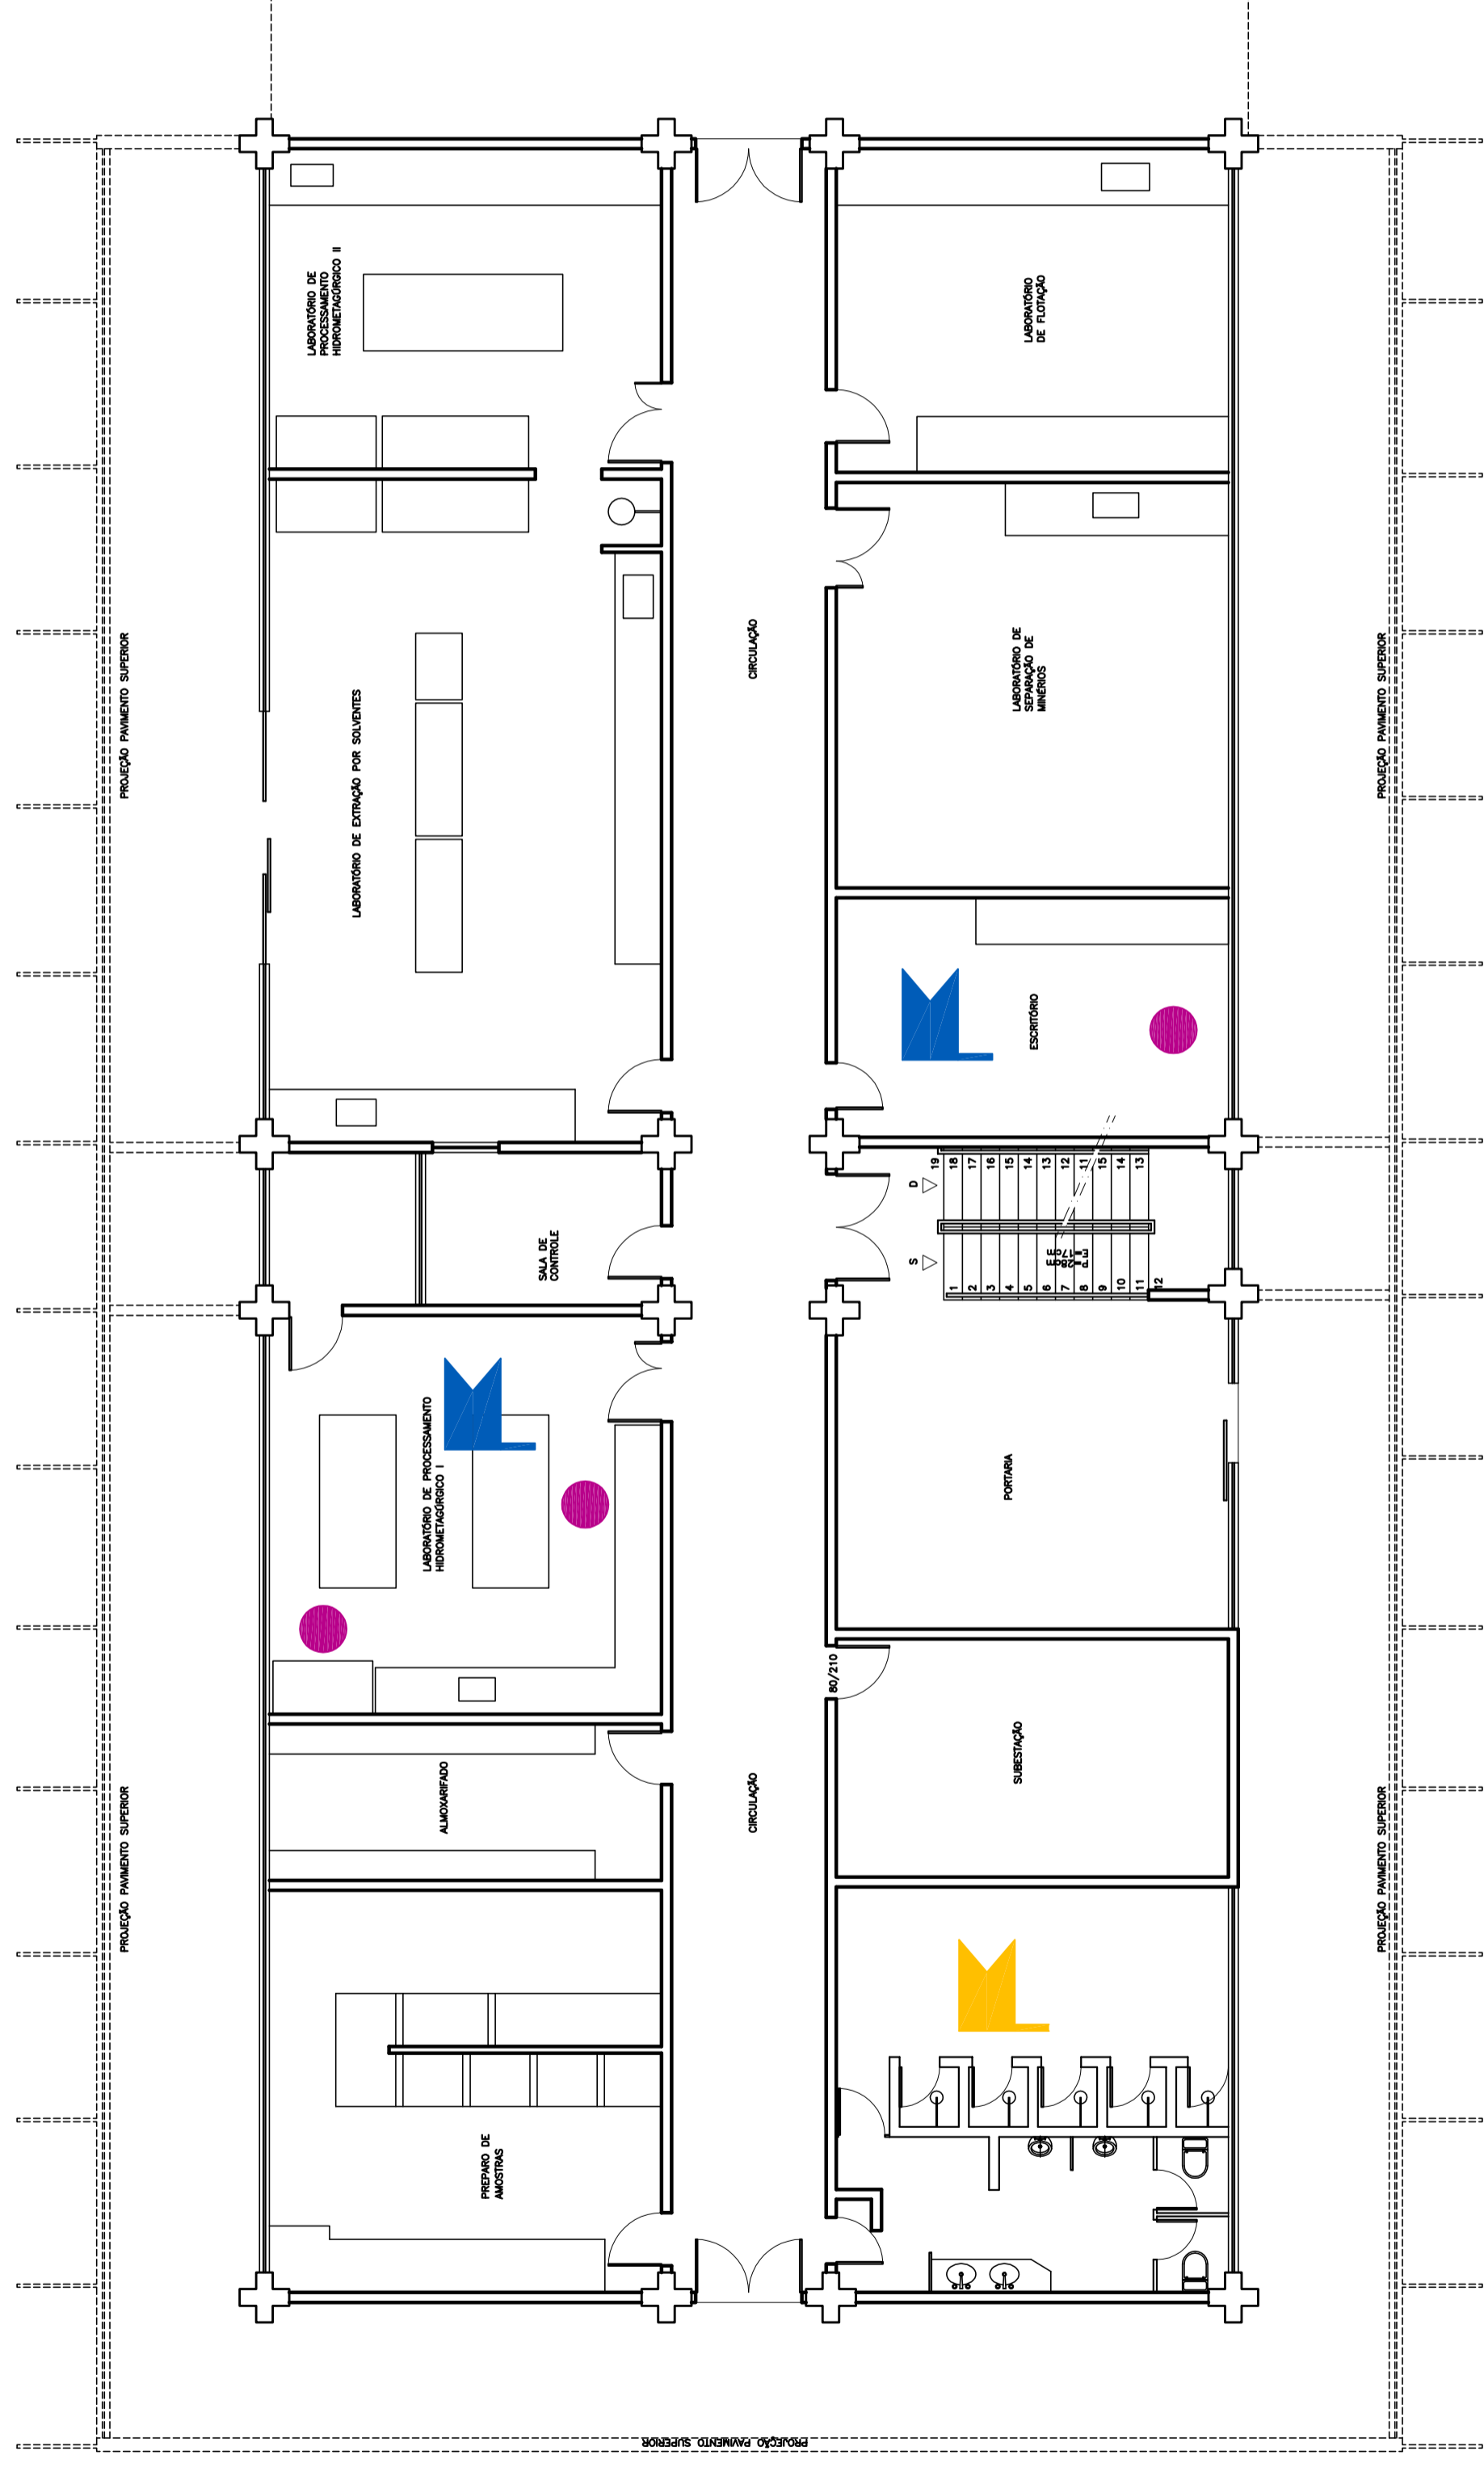 LABORATÓRIO DE
PROCESSAMENTO
HIDROMETAGÚRGICO II
LABORATÓRIO
DE FLOTAÇÃO
PROJEÇÃO PAVIMENTO SUPERIOR
LABORATÓRIO DE EXTRAÇÃO POR SOLVENTES
CIRCULAÇÃO
LABORATÓRIO DE
SEPARAÇÃO DE
MINÉRIOS
PROJEÇÃO PAVIMENTO SUPERIOR
ESCRITÓRIO
SALA DE
CONTROLE
D
19
18
17
16
15
14
13
12
11
15
14
13
S
1
2
3
4
5
6
7
8
9
10
11
12
LABORATÓRIO DE PROCESSAMENTO
HIDROMETAGÚRGICO I
PORTARIA
80/210
SUBESTAÇÃO
ALMOXARIFADO
CIRCULAÇÃO
PROJEÇÃO PAVIMENTO SUPERIOR
PROJEÇÃO PAVIMENTO SUPERIOR
PREPARO DE
AMOSTRAS
PROJEÇÃO PAVIMENTO SUPERIOR